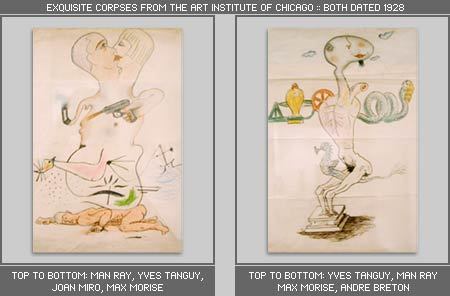 EXQUISITE CORPSES FROM THE ART INSTITUTE OF CHICAGO :: BOTH DATED 1928
TOP TO BOTTOM: MAN RAY, YVES TANGUY,
JOAN MIRO, MAX MORISE
TOP TO BOTTOM: YVES TANGUY, MAN RAY
MAX MORISE, ANDRE BRETON